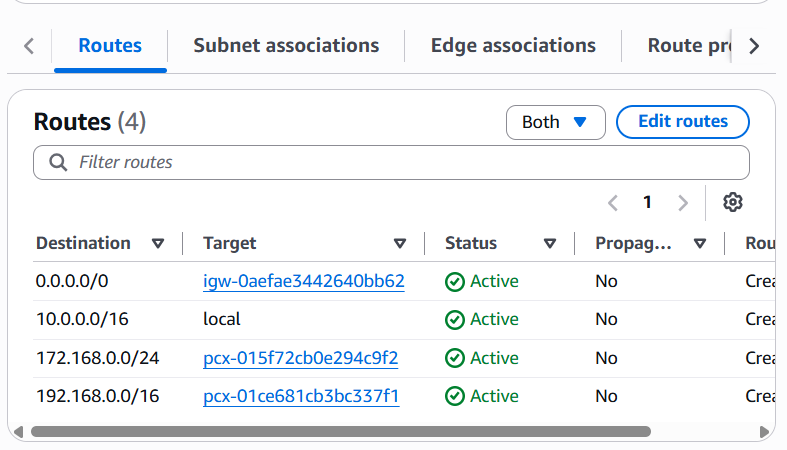 Routes Subnet associations Edge associations Route pr
Routes (4) Both Edit routes
Filter routes
1
Destination Target Status Propag... Rou
0.0.0.0/0 igw-0aefae3442640bb62 Active No Crea
10.0.0.0/16 local Active No Crea
172.168.0.0/24 pcx-015f72cb0e294c9f2 Active No Crea
192.168.0.0/16 pcx-01ce681cb3bc337f1 Active No Crea